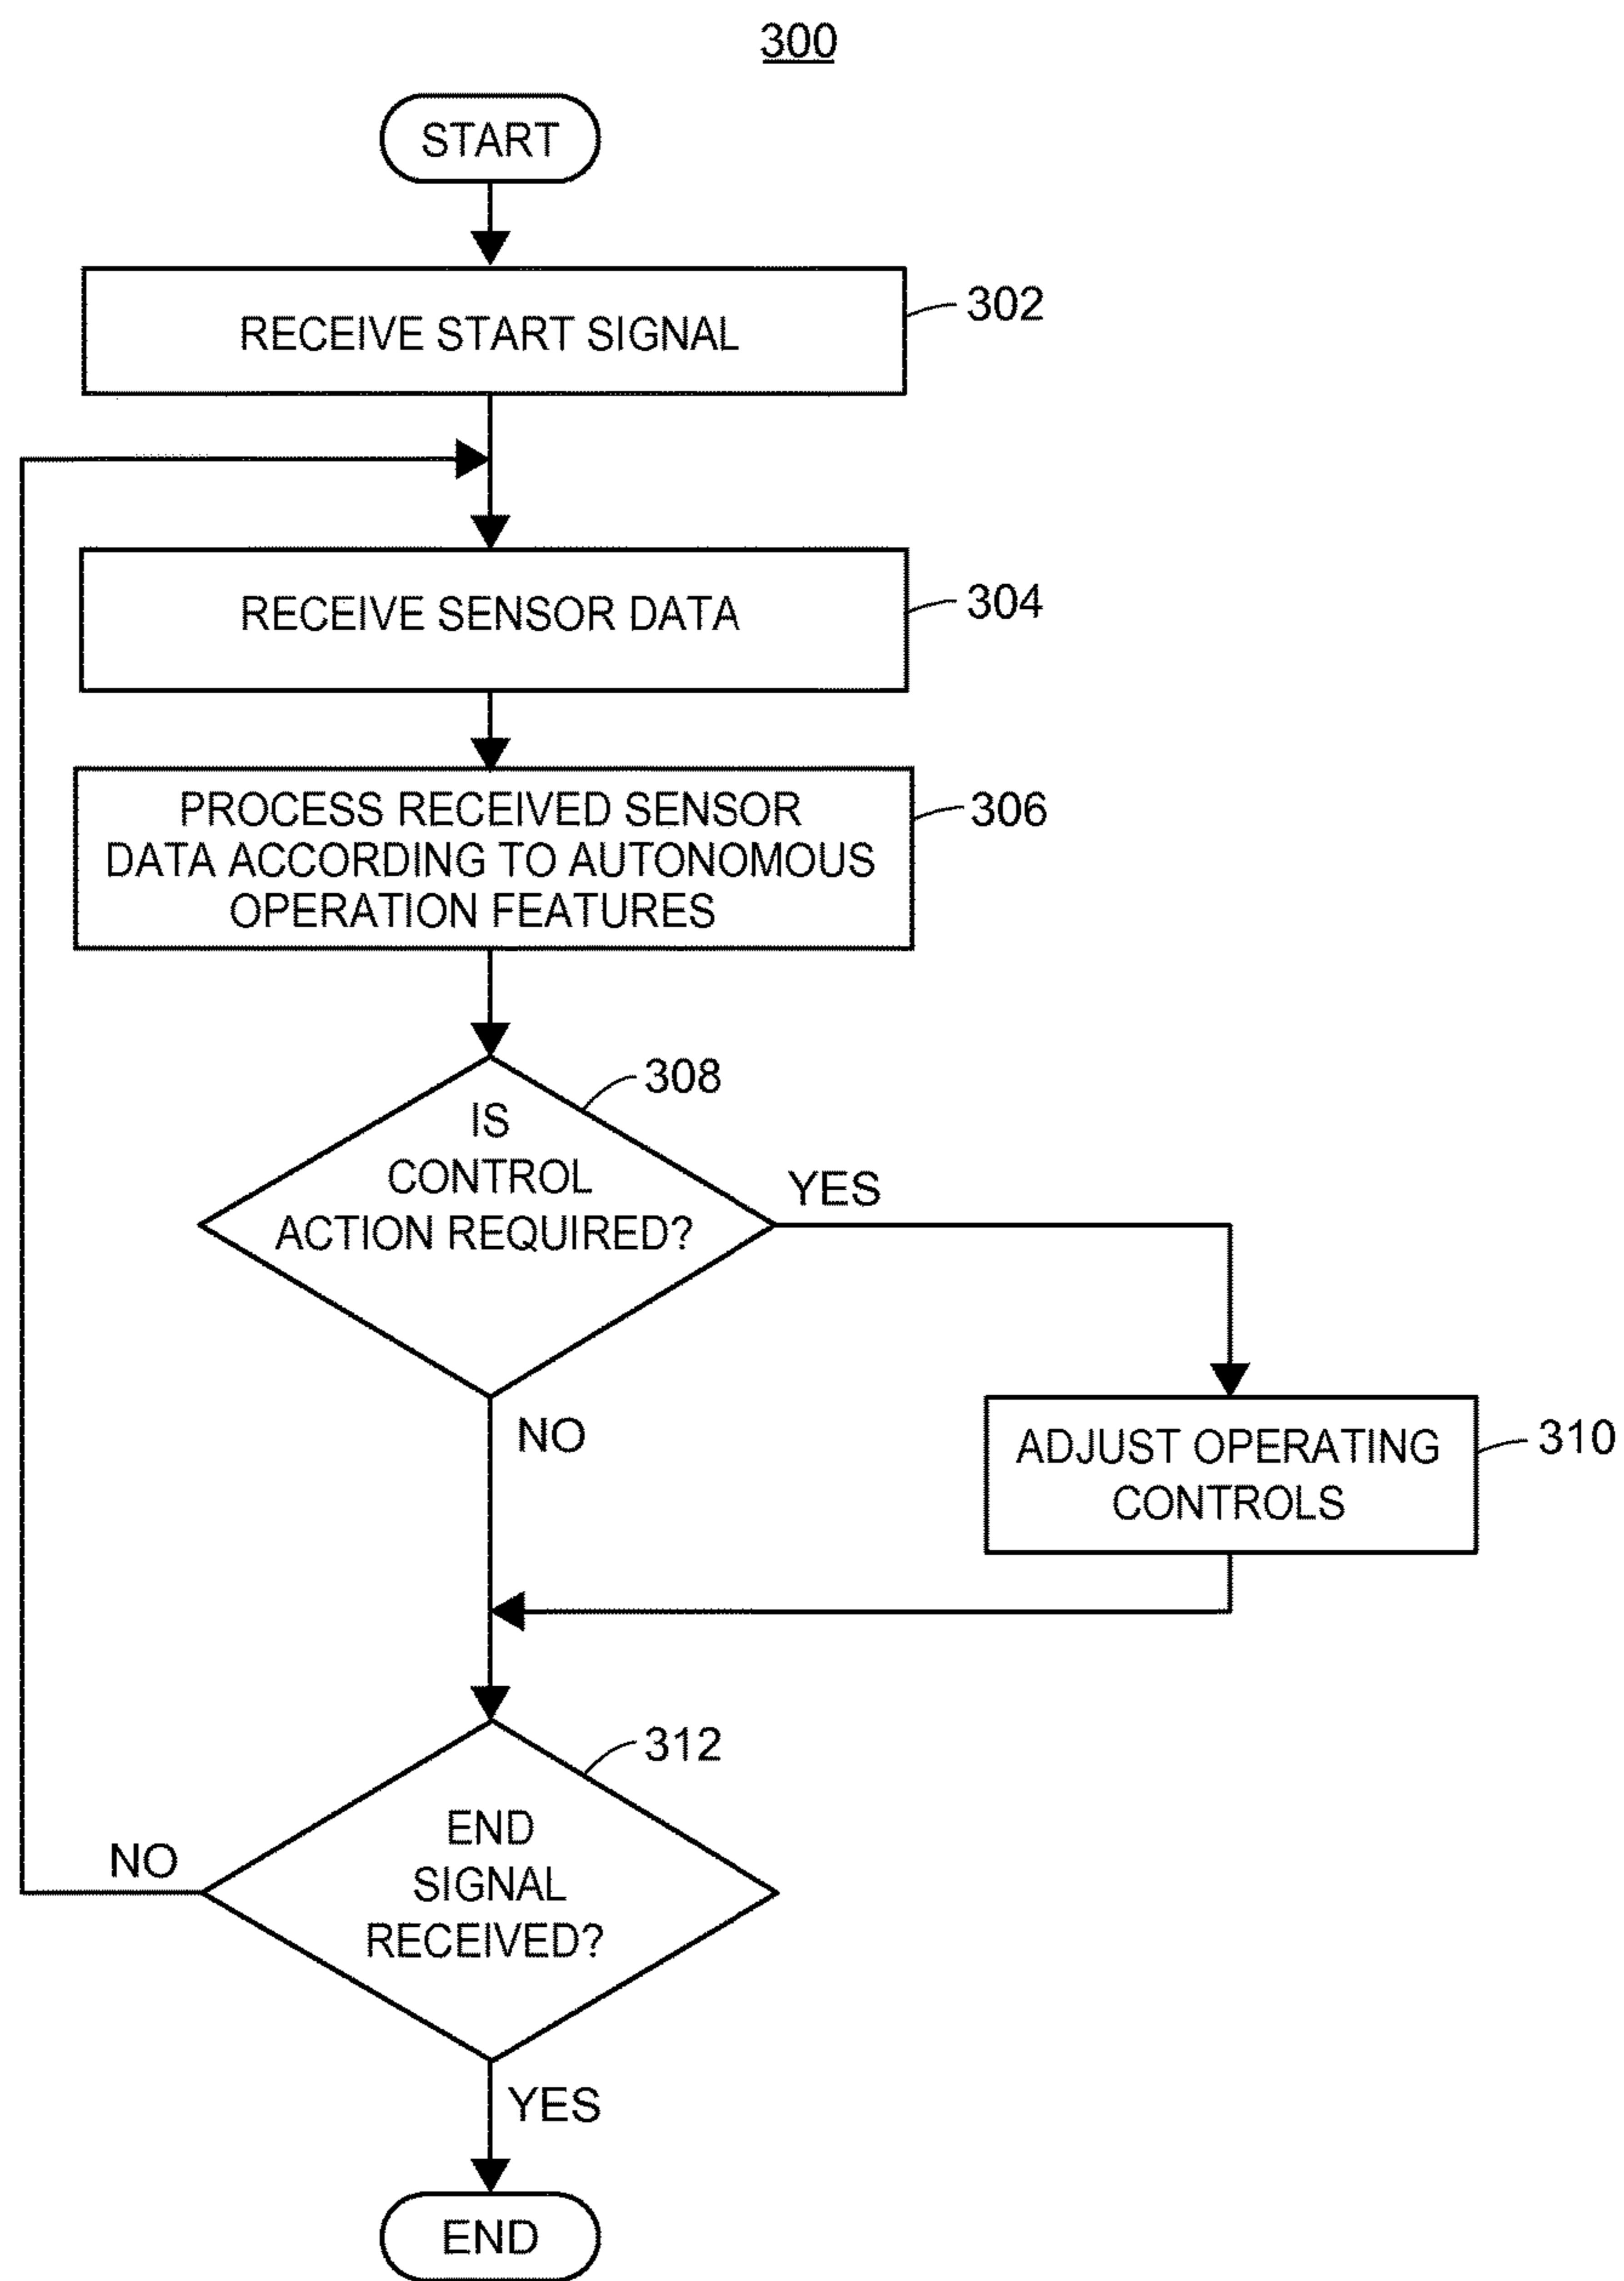 300
START
RECEIVE START SIGNAL
302
RECEIVE SENSOR DATA
304
PROCESS RECEIVED SENSOR
DATA ACCORDING TO AUTONOMOUS
OPERATION FEATURES
306
308
IS
CONTROL
ACTION REQUIRED?
YES
NO
ADJUST OPERATING
CONTROLS
310
312
END
SIGNAL
RECEIVED?
NO
YES
END